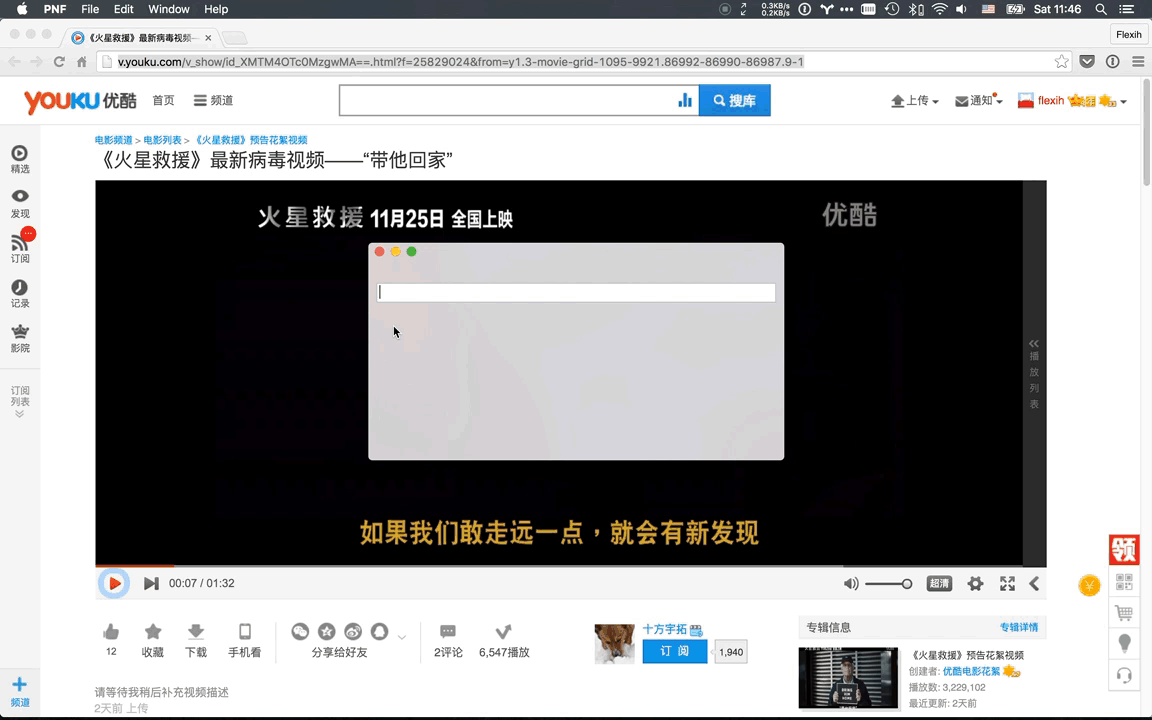 PNF File Edit Window Help
0.3KB/s
0.2KB/s
Sat 11:46
《火星救援》最新病毒视频—
Flexih
v.youku.com/v_show/id_XMTM4OTc0MzgwMA==.html?f=25829024&from=y1.3-movie-grid-1095-9921.86992-86990-86987.9-1
YOUKU 优酷 首页 频道
搜库
上传 通知 flexih
精选
发现
订阅
记录
影院
订阅
列表
频道
电影频道 > 电影列表 > 《火星救援》预告花絮视频
《火星救援》最新病毒视频——“带他回家”
火星救援 11月25日 全国上映
优酷
播
放
列
表
如果我们敢走远一点，就会有新发现
00:07 / 01:32
超清
领
12
收藏
下载
手机看
分享给好友
2评论
6,547播放
十方宇拓
订 阅
1,940
专辑信息
专辑详情
《火星救援》预告花絮视频
创建者: 优酷电影花絮
播放数: 3,229,102
最近更新: 2天前
请等待我稍后补充视频描述
2天前 上传